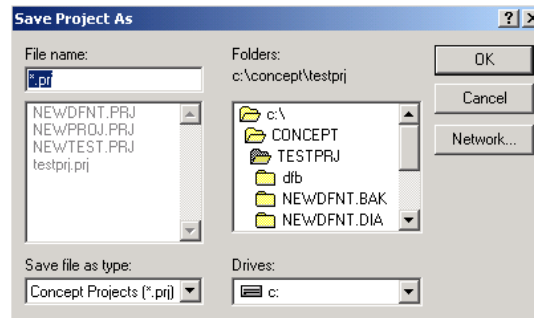 Save Project As
File name:
*.prj
NEWDFNT.PRJ
NEWPROJ.PRJ
NEWTEST.PRJ
testprj.prj
Save file as type:
Concept Projects (*.prj)
Folders:
c:\concept\testprj
c:\
CONCEPT
TESTPRJ
dfb
NEWDFNT.BAK
NEWDFNT.DIA
Drives:
c:
OK
Cancel
Network...